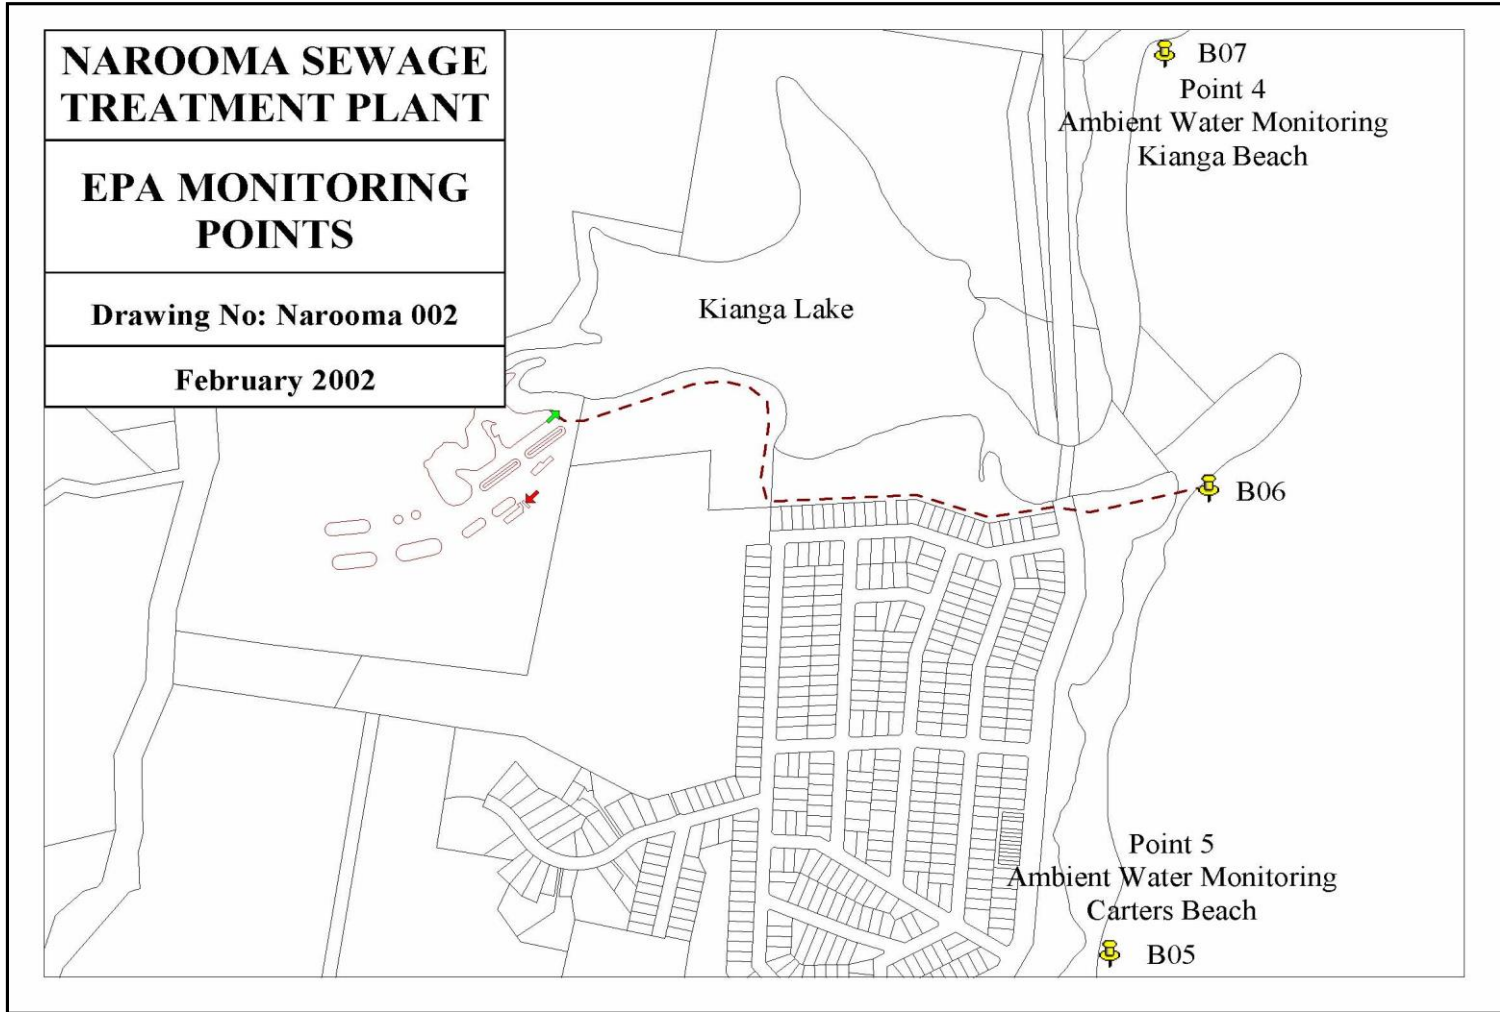 NAROOMA SEWAGE
TREATMENT PLANT
EPA MONITORING
POINTS
Drawing No: Narooma 002
February 2002
B07
Point 4
Ambient Water Monitoring
Kianga Beach
Kianga Lake
B06
Point 5
Ambient Water Monitoring
Carters Beach
B05